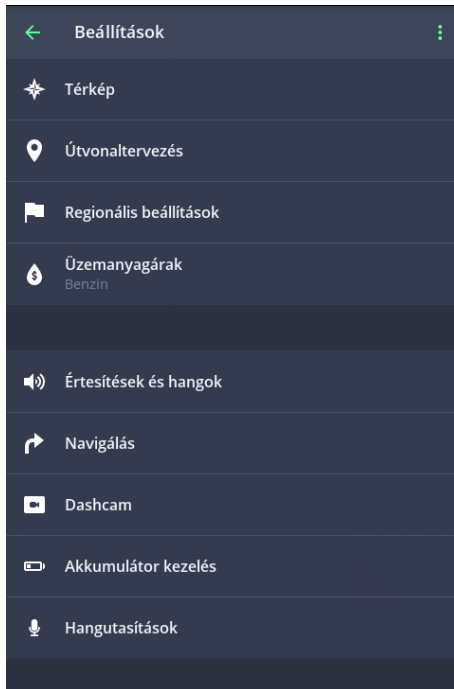 Beállítások
Térkép
Útvonaltervezés
Regionális beállítások
Üzemanyagárak
Benzin
Értesítések és hangok
Navigálás
Dashcam
Akkumulátor kezelés
Hangutasítások